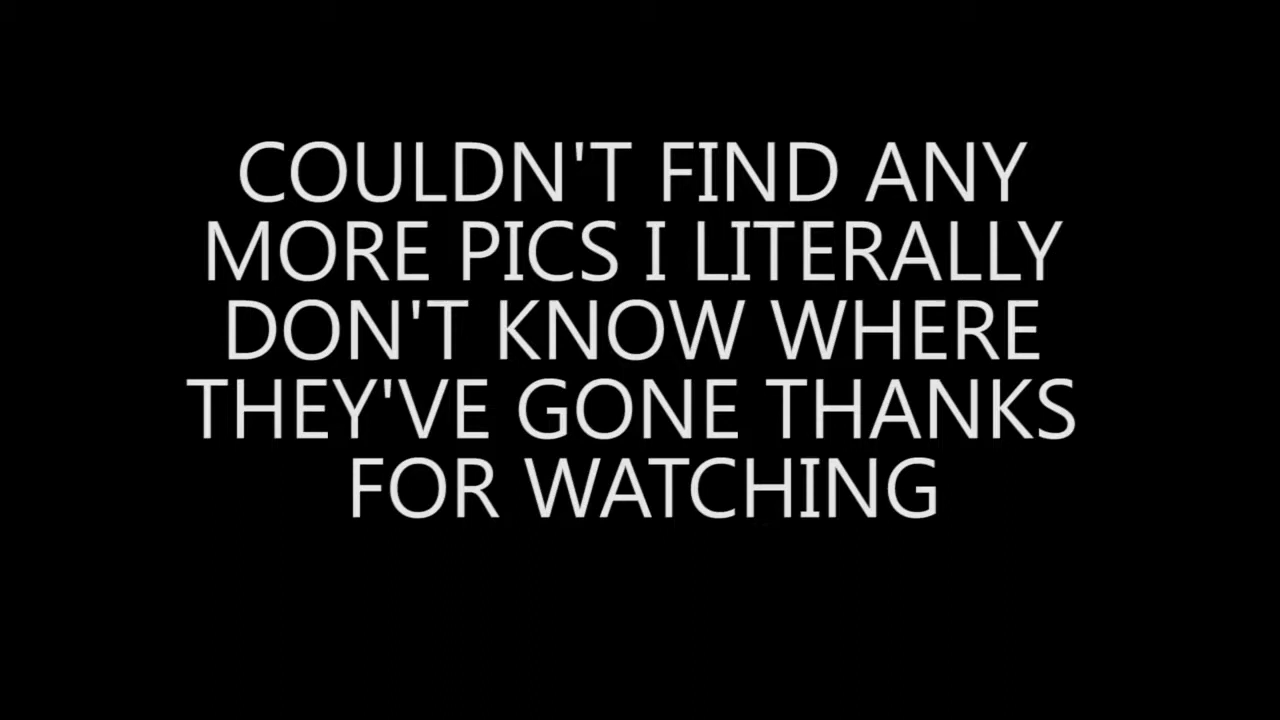 COULDN'T FIND ANY
MORE PICS I LITERALLY
DON'T KNOW WHERE
THEY'VE GONE THANKS
FOR WATCHING